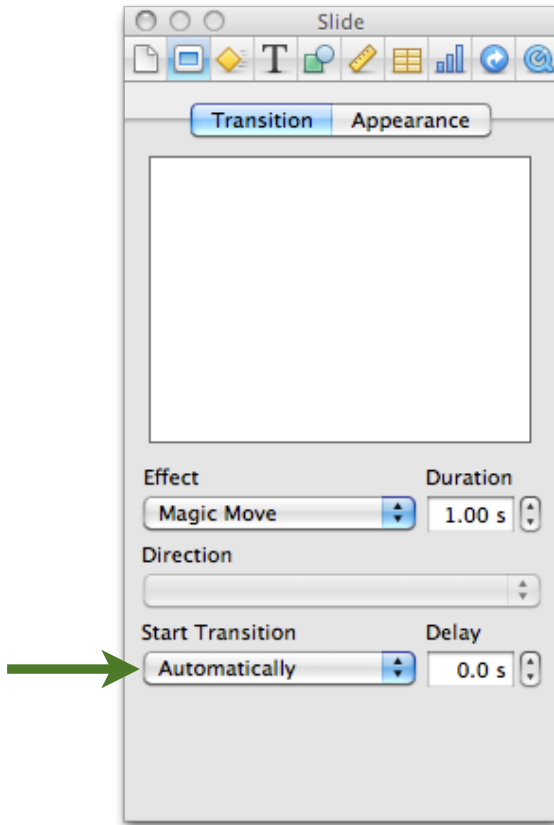 Slide
T
Transition Appearance
Effect Duration
Magic Move 1.00 s
Direction
Start Transition Delay
Automatically 0.0 s